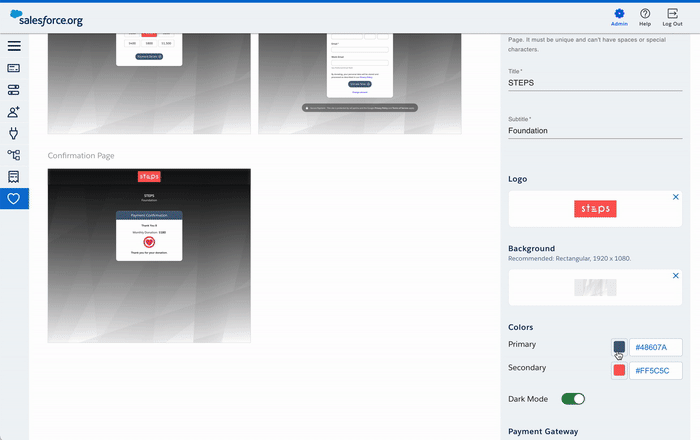 salesforce.org
Admin
Help
Log Out
Page. It must be unique and can't have spaces or special
characters.
Title*
STEPS
Subtitle*
Foundation
Confirmation Page
steps
STEPS
Foundation
Payment Confirmation
Thank You!
Monthly Donation: £100
Thank you for your donation.
Logo
steps
Background
Recommended: Rectangular, 1920 x 1080.
Colors
Primary
#48607A
Secondary
#FF5C5C
Dark Mode
Payment Gateway